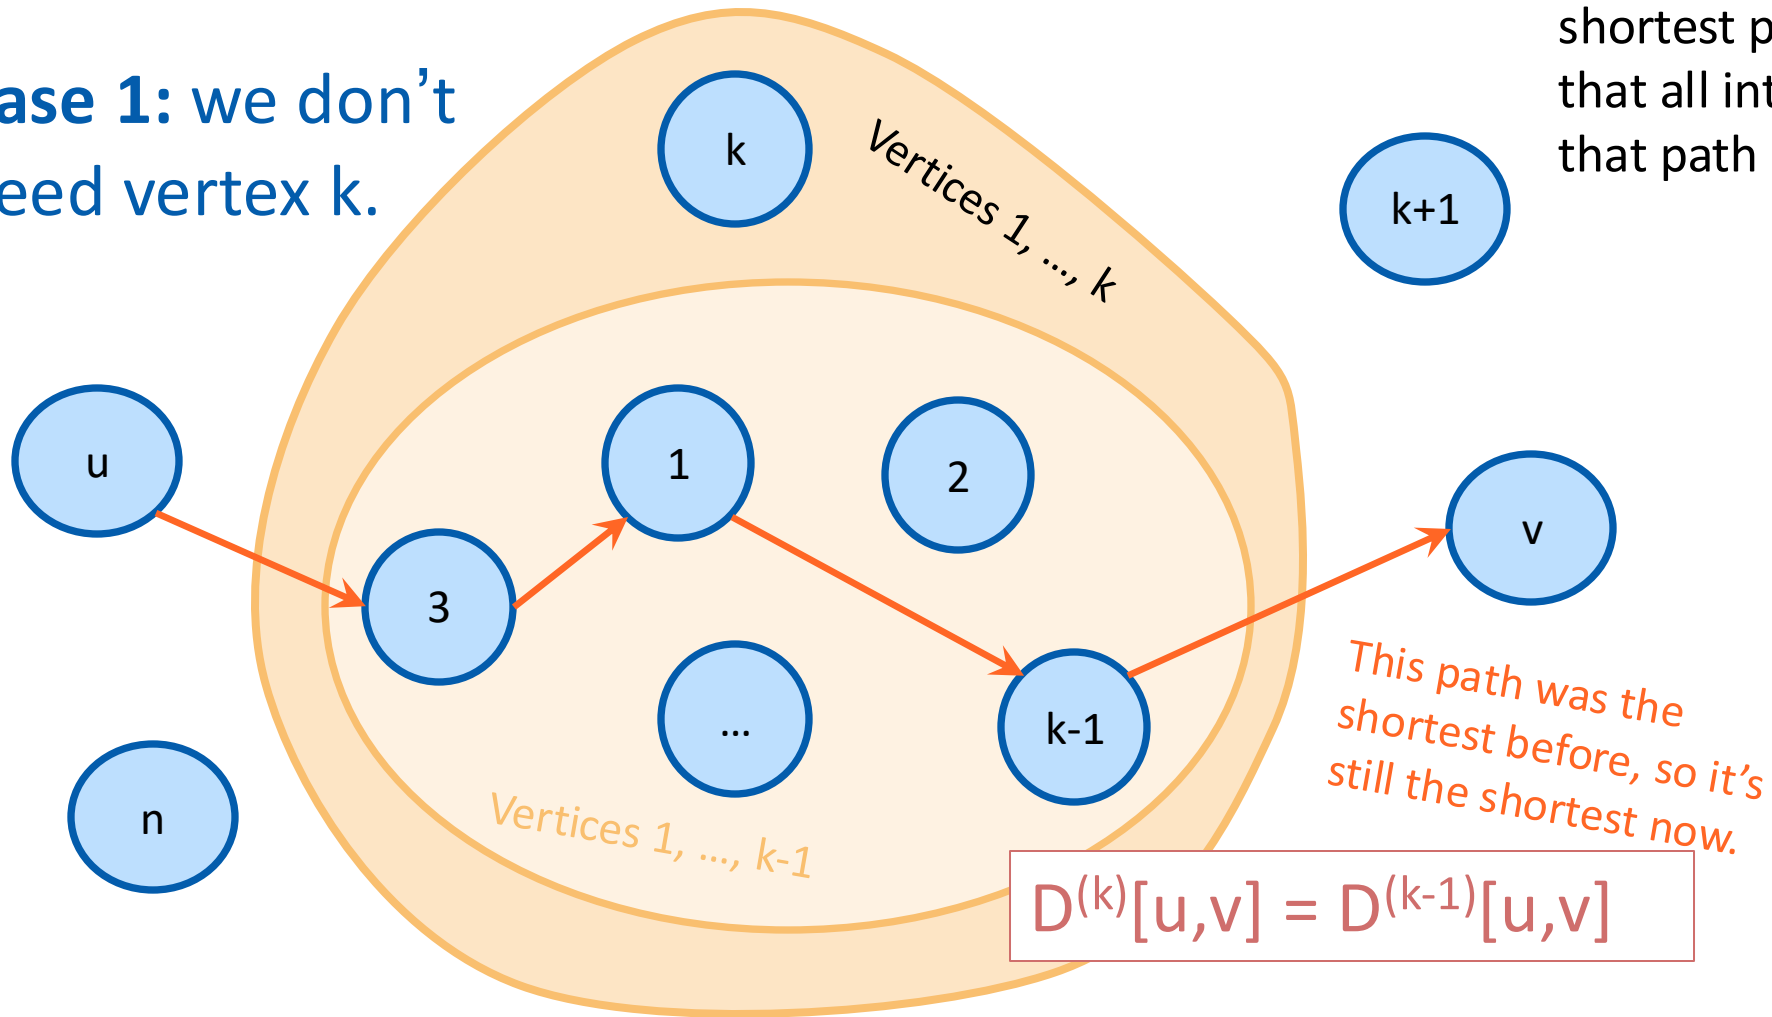 ase 1: we don’t
eed vertex k.
shortest p
that all int
that path
k
Vertices 1, …, k
k+1
u
1
2
v
3
…
k-1
n
Vertices 1, …, k-1
This path was the
shortest before, so it’s
still the shortest now.
D(k)[u,v] = D(k-1)[u,v]